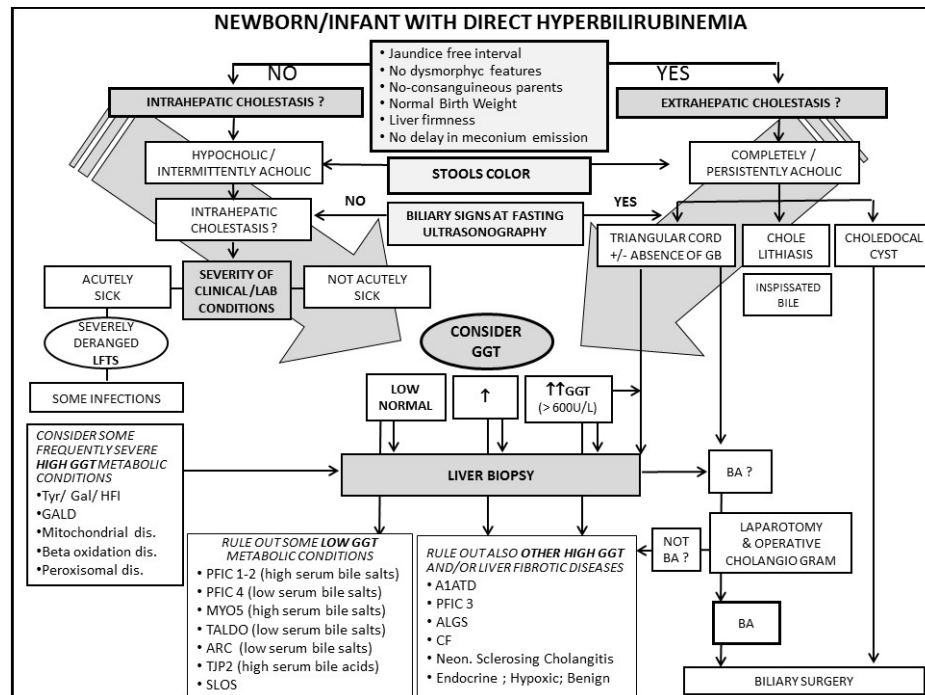 NEWBORN/INFANT WITH DIRECT HYPERBILIRUBINEMIA
• Jaundice free interval
• No dysmorphyc features
• No-consanguineous parents
• Normal Birth Weight
• Liver firmness
• No delay in meconium emission
NO
YES
INTRAHEPATIC CHOLESTASIS ?
EXTRAHEPATIC CHOLESTASIS ?
HYPOCHOLIC /
INTERMITTENTLY ACHOLIC
STOOLS COLOR
COMPLETELY /
PERSISTENTLY ACHOLIC
INTRAHEPATIC
CHOLESTASIS ?
NO
BILIARY SIGNS AT FASTING
ULTRASONOGRAPHY
YES
TRIANGULAR CORD
+/- ABSENCE OF GB
CHOLE
LITHIASIS
CHOLEDOCAL
CYST
INSPISSATED
BILE
ACUTELY
SICK
SEVERITY OF
CLINICAL/LAB
CONDITIONS
NOT ACUTELY
SICK
SEVERELY
DERANGED
LFTS
SOME INFECTIONS
CONSIDER
GGT
LOW
NORMAL
↑
↑↑GGT
(> 600U/L)
CONSIDER SOME
FREQUENTLY SEVERE
HIGH GGT METABOLIC
CONDITIONS
•Tyr/ Gal/ HFI
•GALD
•Mitochondrial dis.
•Beta oxidation dis.
•Peroxisomal dis.
LIVER BIOPSY
BA ?
RULE OUT SOME LOW GGT
METABOLIC CONDITIONS
• PFIC 1-2 (high serum bile salts)
• PFIC 4 (low serum bile salts)
• MYO5 (high serum bile salts)
• TALDO (low serum bile salts)
• ARC (low serum bile salts)
• TJP2 (high serum bile acids)
• SLOS
RULE OUT ALSO OTHER HIGH GGT
AND/OR LIVER FIBROTIC DISEASES
• A1ATD
• PFIC 3
• ALGS
• CF
• Neon. Sclerosing Cholangitis
• Endocrine ; Hypoxic; Benign
NOT
BA ?
LAPAROTOMY
& OPERATIVE
CHOLANGIO GRAM
BA
BILIARY SURGERY